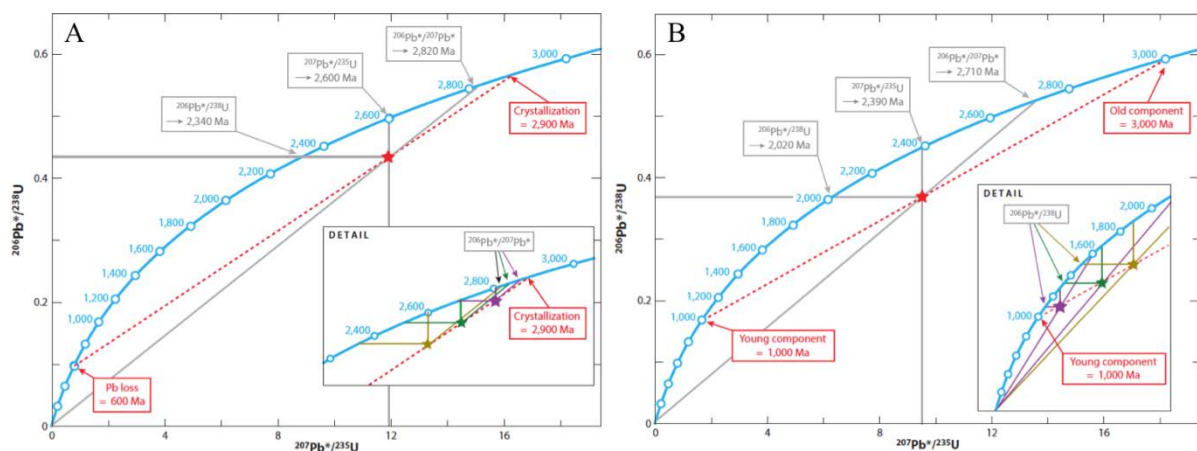 A
0.6
0.4
0.2
0
²⁰⁶Pb*/²³⁸U
0
4
8
12
16
²⁰⁷Pb*/²³⁵U
1,000
1,200
1,400
1,600
1,800
2,000
2,200
2,400
2,600
2,800
3,000
²⁰⁶Pb*/²³⁸U
→ 2,340 Ma
²⁰⁷Pb*/²³⁵U
→ 2,600 Ma
²⁰⁶Pb*/²⁰⁷Pb*
→ 2,820 Ma
Crystallization
= 2,900 Ma
Pb loss
= 600 Ma
DETAIL
²⁰⁶Pb*/²⁰⁷Pb*
2,400
2,600
2,800
3,000
Crystallization
= 2,900 Ma
B
0.6
0.4
0.2
0
²⁰⁶Pb*/²³⁸U
0
4
8
12
16
²⁰⁷Pb*/²³⁵U
1,000
1,200
1,400
1,600
1,800
2,000
2,200
2,400
2,600
2,800
3,000
²⁰⁶Pb*/²³⁸U
→ 2,020 Ma
²⁰⁷Pb*/²³⁵U
→ 2,390 Ma
²⁰⁶Pb*/²⁰⁷Pb*
→ 2,710 Ma
Old component
= 3,000 Ma
Young component
= 1,000 Ma
DETAIL
²⁰⁶Pb*/²³⁸U
2,000
1,800
1,600
1,000
Young component
= 1,000 Ma